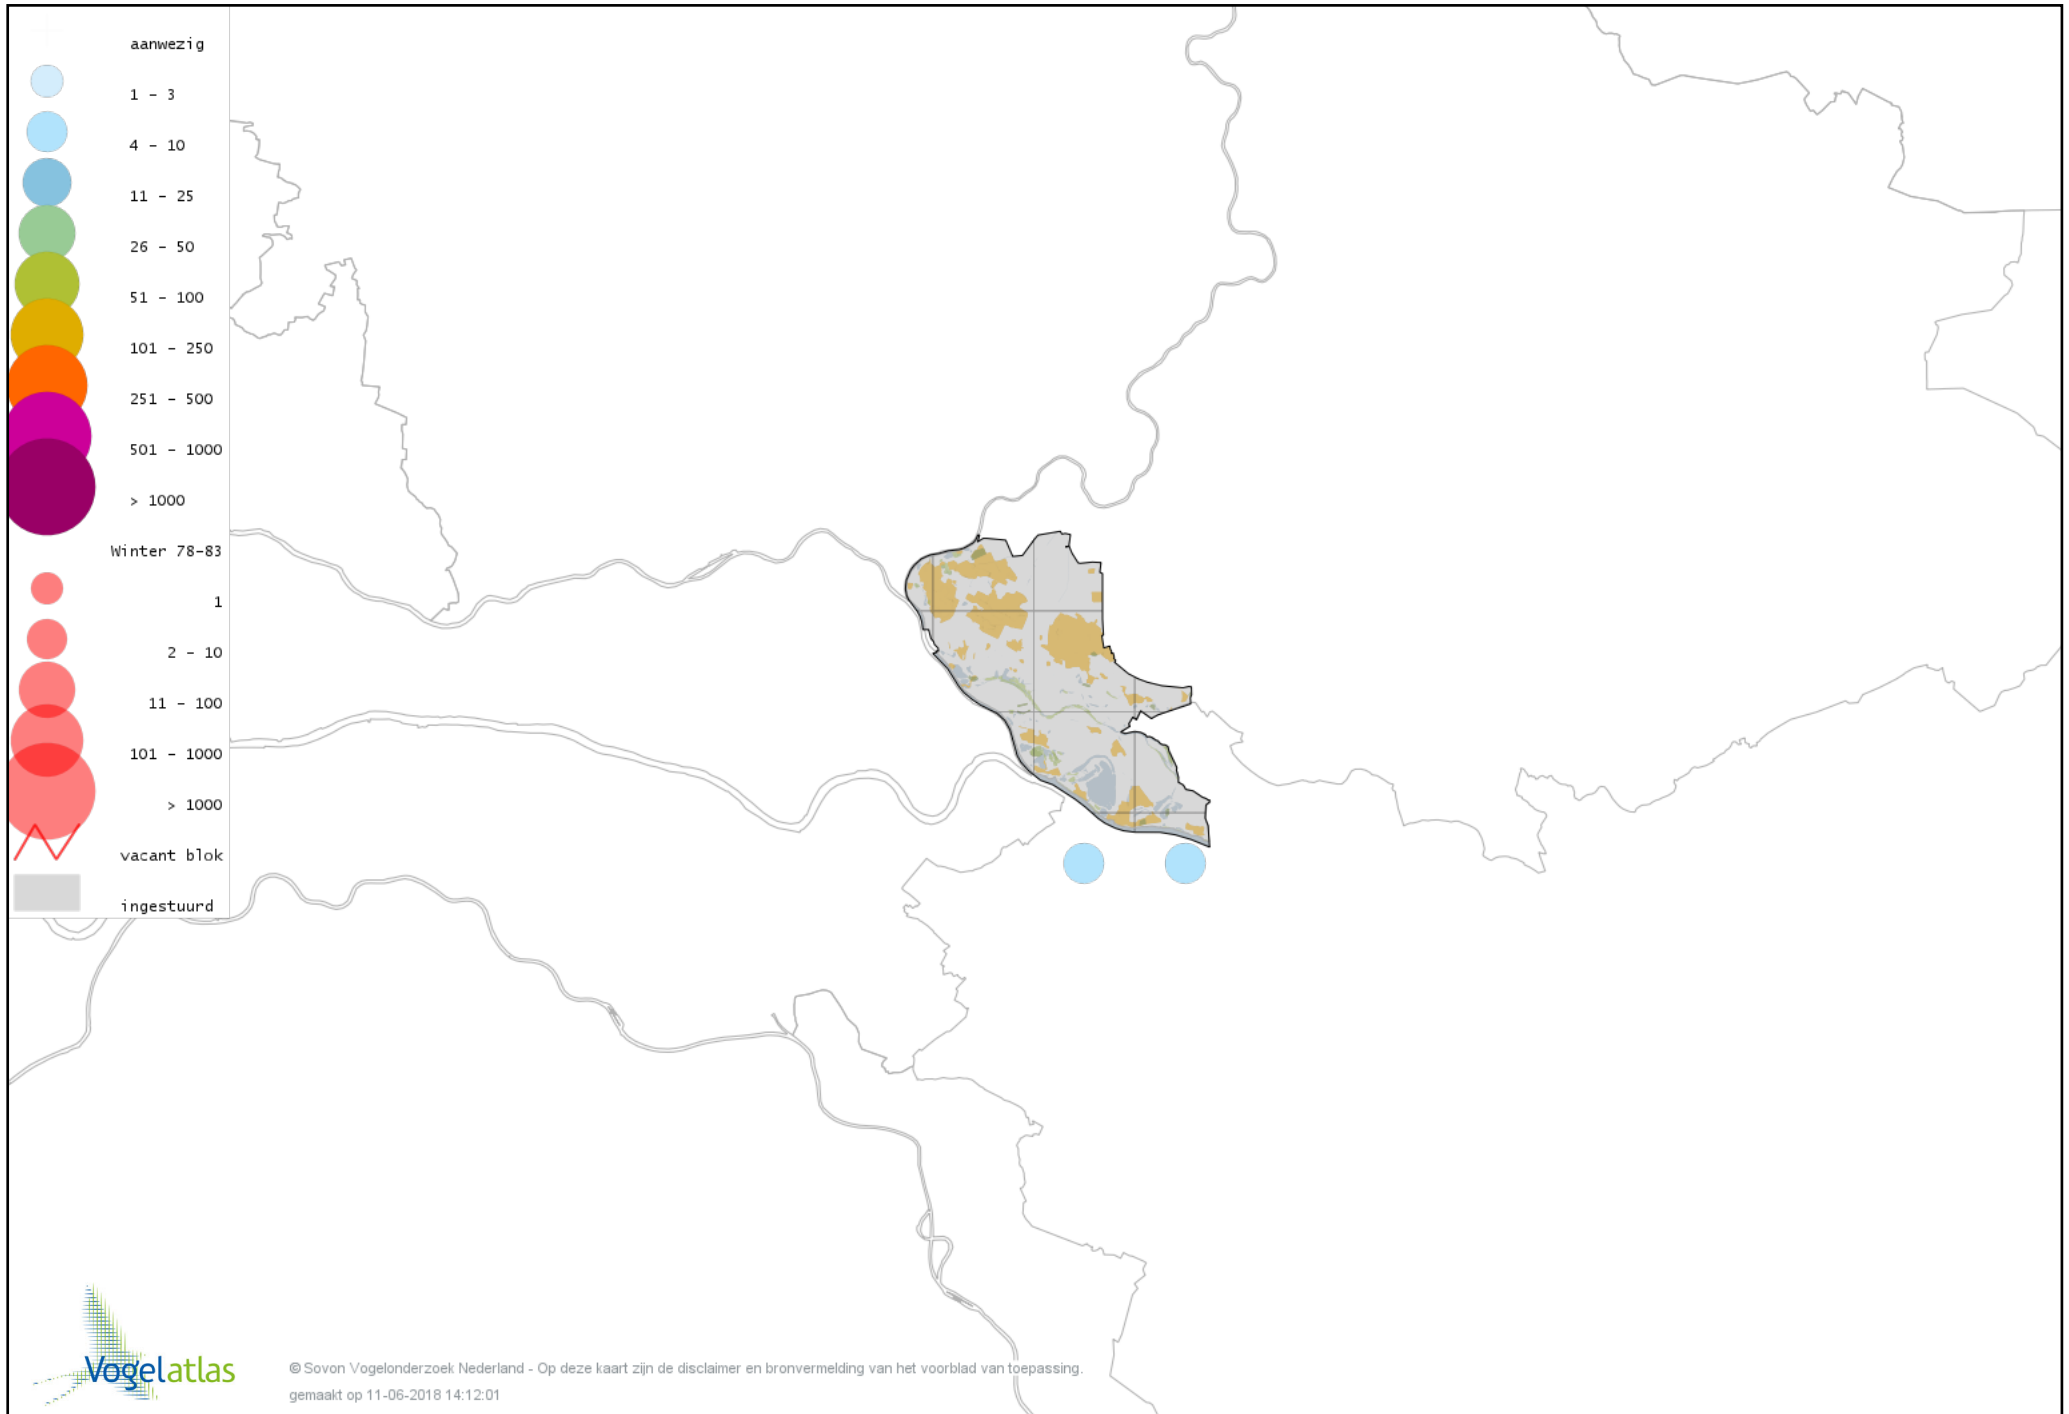 aanwezig
1 - 3
4 - 10
11 - 25
26 - 50
51 - 100
101 - 250
251 - 500
501 - 1000
> 1000
Winter 78-83
1
2 - 10
11 - 100
101 - 1000
> 1000
vacant blok
ingestuurd
Vogelatlas
© Sovon Vogelonderzoek Nederland - Op deze kaart zijn de disclaimer en bronvermelding van het voorblad van toepassing.
gemaakt op 11-06-2018 14:12:01